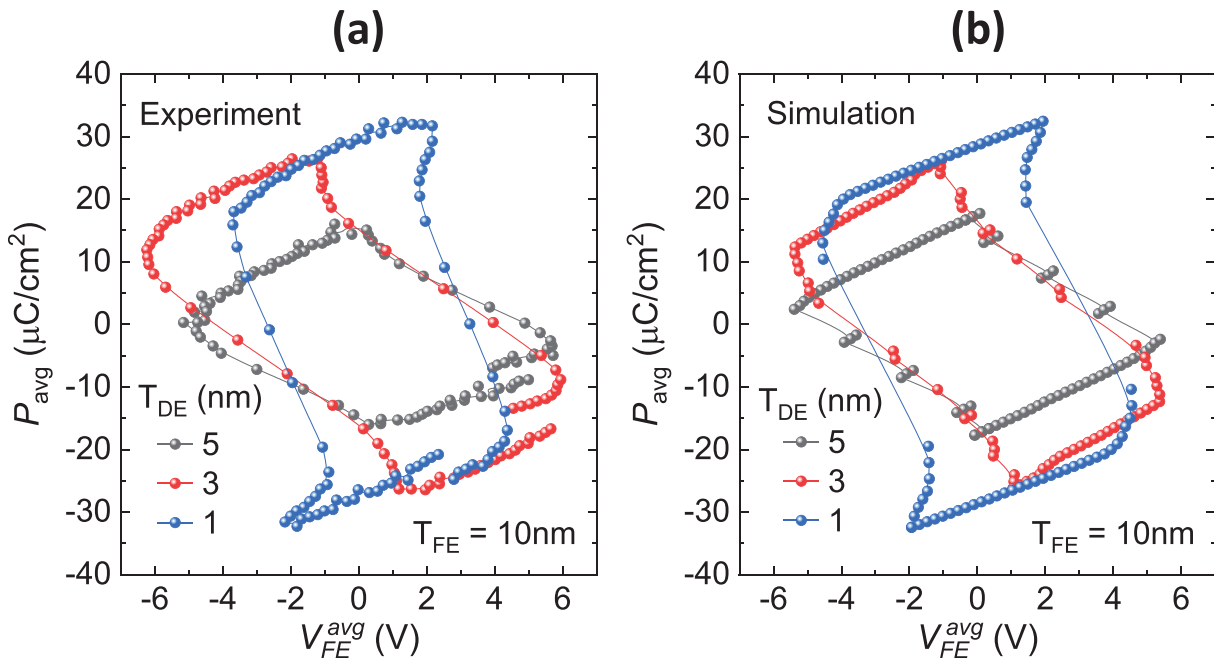 (a)
Experiment
40
30
20
10
0
-10
-20
-30
-40
P_avg (μC/cm²)
T_DE (nm)
5
3
1
T_FE = 10nm
-6 -4 -2 0 2 4 6
V_FE^avg (V)
(b)
Simulation
40
30
20
10
0
-10
-20
-30
-40
P_avg (μC/cm²)
T_DE (nm)
5
3
1
T_FE = 10nm
-6 -4 -2 0 2 4 6
V_FE^avg (V)